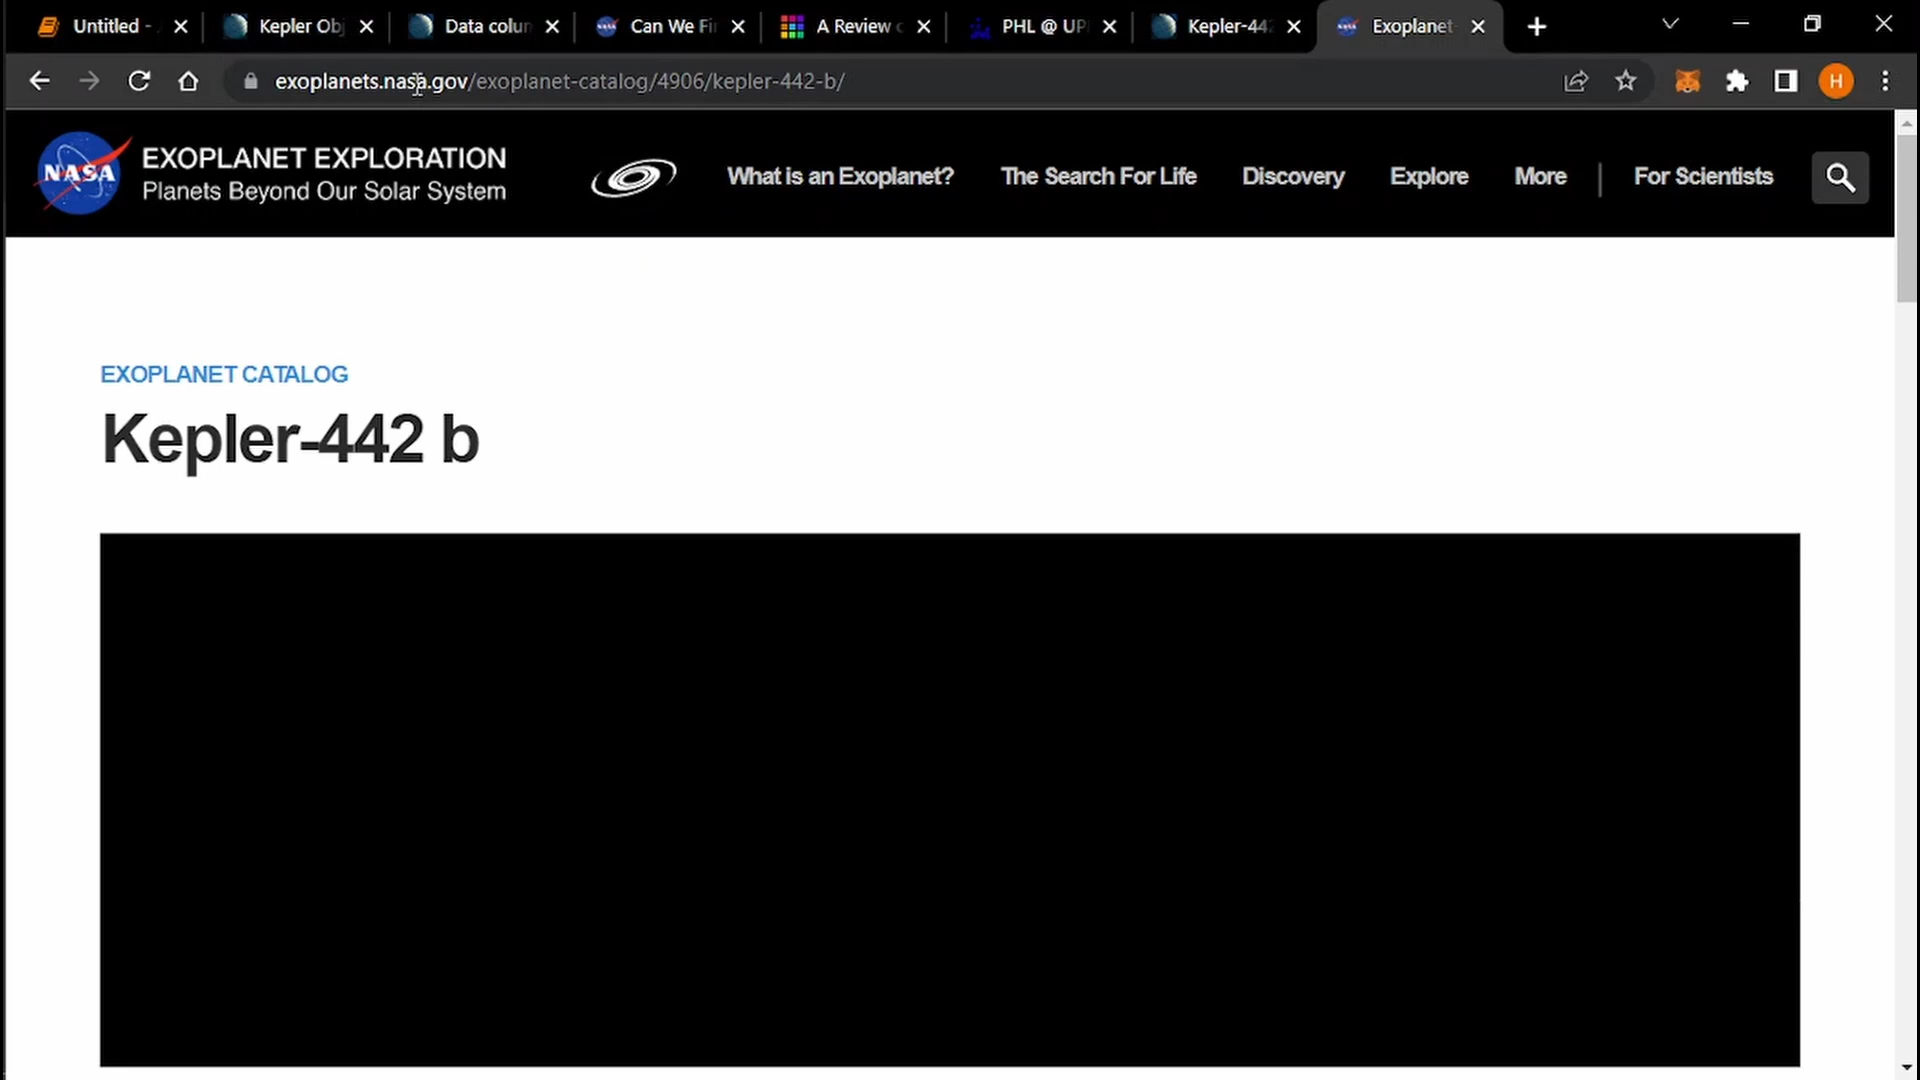 Untitled -
Kepler Obj
Data colun
Can We Fi
A Review
PHL @ UP
Kepler-44
Exoplanet
exoplanets.nasa.gov/exoplanet-catalog/4906/kepler-442-b/
H
NASA
EXOPLANET EXPLORATION
Planets Beyond Our Solar System
What is an Exoplanet?
The Search For Life
Discovery
Explore
More
For Scientists
EXOPLANET CATALOG
Kepler-442 b